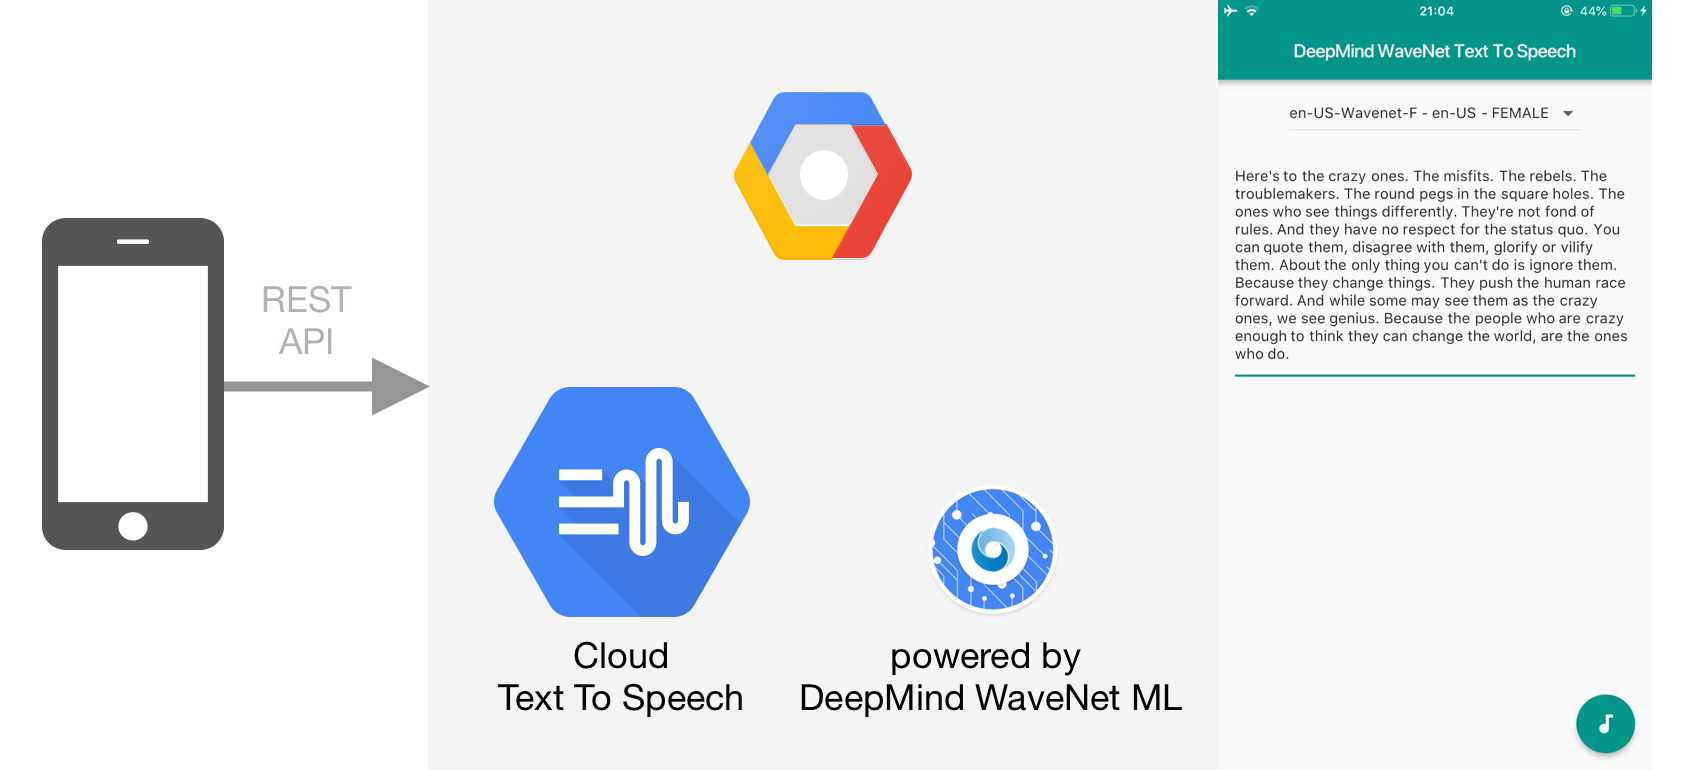 REST
API
Cloud
Text To Speech
powered by
DeepMind WaveNet ML
21:04
44%
DeepMind WaveNet Text To Speech
en-US-Wavenet-F - en-US - FEMALE
Here's to the crazy ones. The misfits. The rebels. The
troublemakers. The round pegs in the square holes. The
ones who see things differently. They're not fond of
rules. And they have no respect for the status quo. You
can quote them, disagree with them, glorify or vilify
them. About the only thing you can't do is ignore them.
Because they change things. They push the human race
forward. And while some may see them as the crazy
ones, we see genius. Because the people who are crazy
enough to think they can change the world, are the ones
who do.